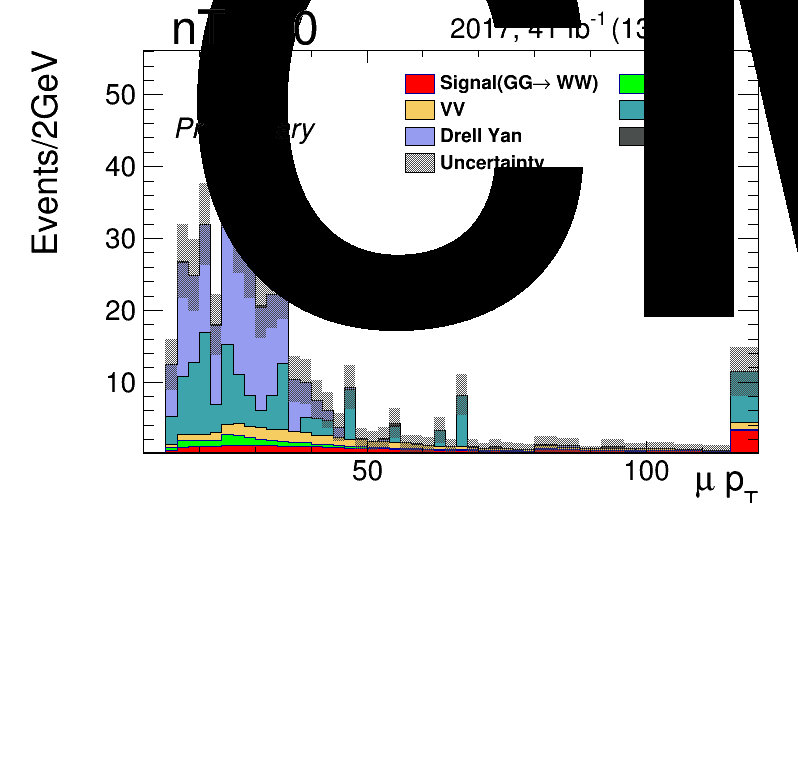 2017, 41 fb⁻¹ (13
Events/2GeV
50
40
30
20
10
Signal(GG→ WW)
VV
Drell Yan
Uncertainty
50
100
μ p_T